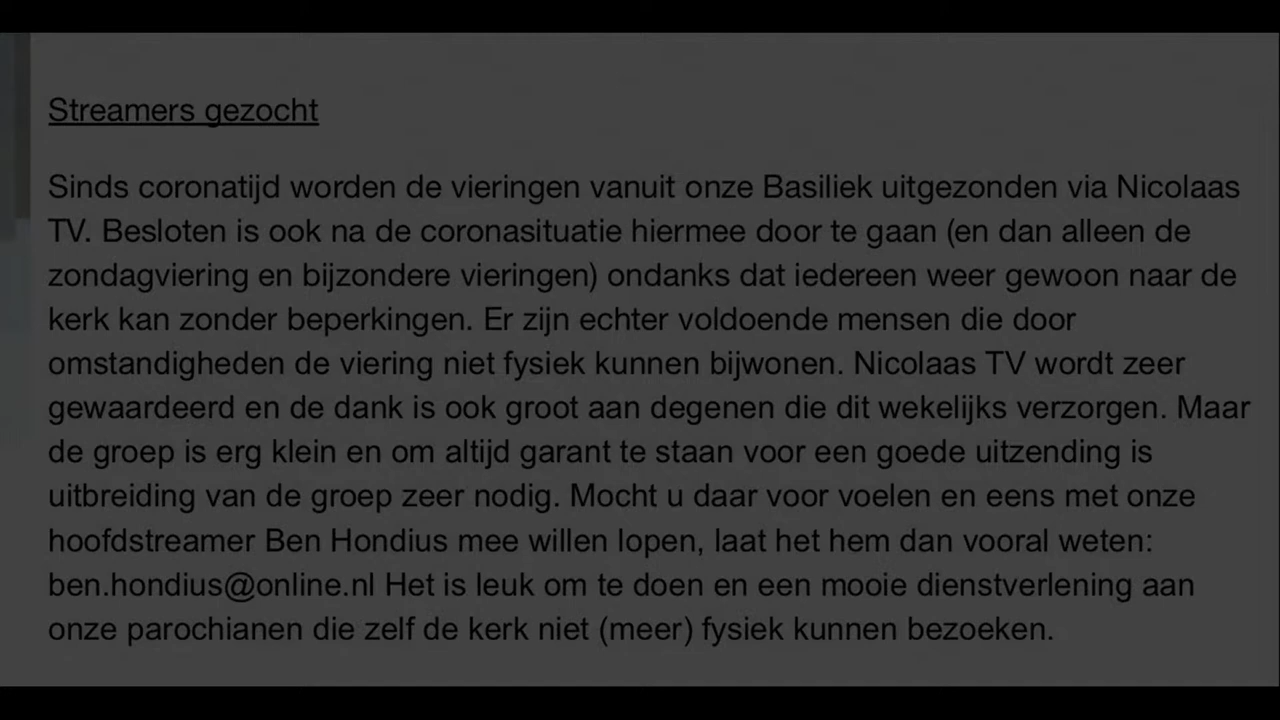 Streamers gezocht
Sinds coronatijd worden de vieringen vanuit onze Basiliek uitgezonden via Nicolaas
TV. Besloten is ook na de coronasituatie hiermee door te gaan (en dan alleen de
zondagviering en bijzondere vieringen) ondanks dat iedereen weer gewoon naar de
kerk kan zonder beperkingen. Er zijn echter voldoende mensen die door
omstandigheden de viering niet fysiek kunnen bijwonen. Nicolaas TV wordt zeer
gewaardeerd en de dank is ook groot aan degenen die dit wekelijks verzorgen. Maar
de groep is erg klein en om altijd garant te staan voor een goede uitzending is
uitbreiding van de groep zeer nodig. Mocht u daar voor voelen en eens met onze
hoofdstreamer Ben Hondius mee willen lopen, laat het hem dan vooral weten:
ben.hondius@online.nl Het is leuk om te doen en een mooie dienstverlening aan
onze parochianen die zelf de kerk niet (meer) fysiek kunnen bezoeken.